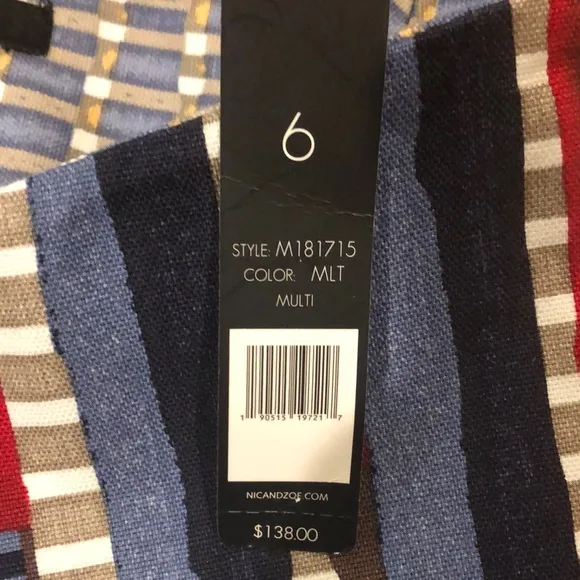 6
STYLE: M181715
COLOR: MLT
MULTI
1 90515 19721 7
NICANDZOE.COM
$138.00